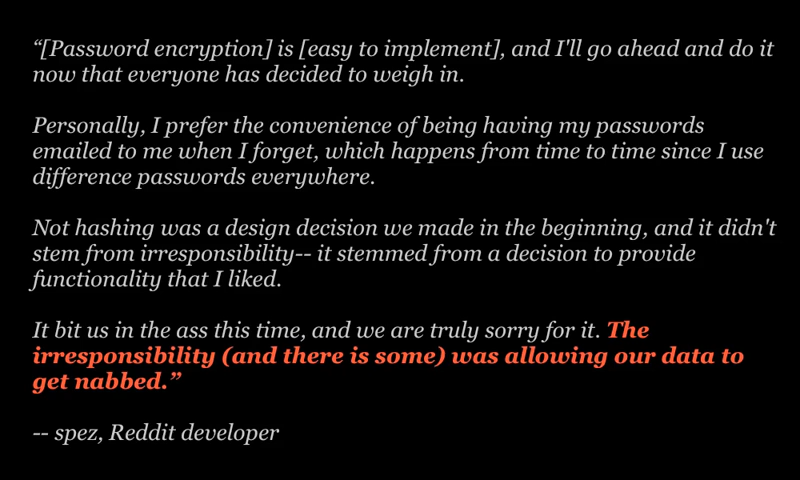 “[Password encryption] is [easy to implement], and I'll go ahead and do it
now that everyone has decided to weigh in.
Personally, I prefer the convenience of being having my passwords
emailed to me when I forget, which happens from time to time since I use
difference passwords everywhere.
Not hashing was a design decision we made in the beginning, and it didn't
stem from irresponsibility-- it stemmed from a decision to provide
functionality that I liked.
It bit us in the ass this time, and we are truly sorry for it. The
irresponsibility (and there is some) was allowing our data to
get nabbed.”
-- spez, Reddit developer